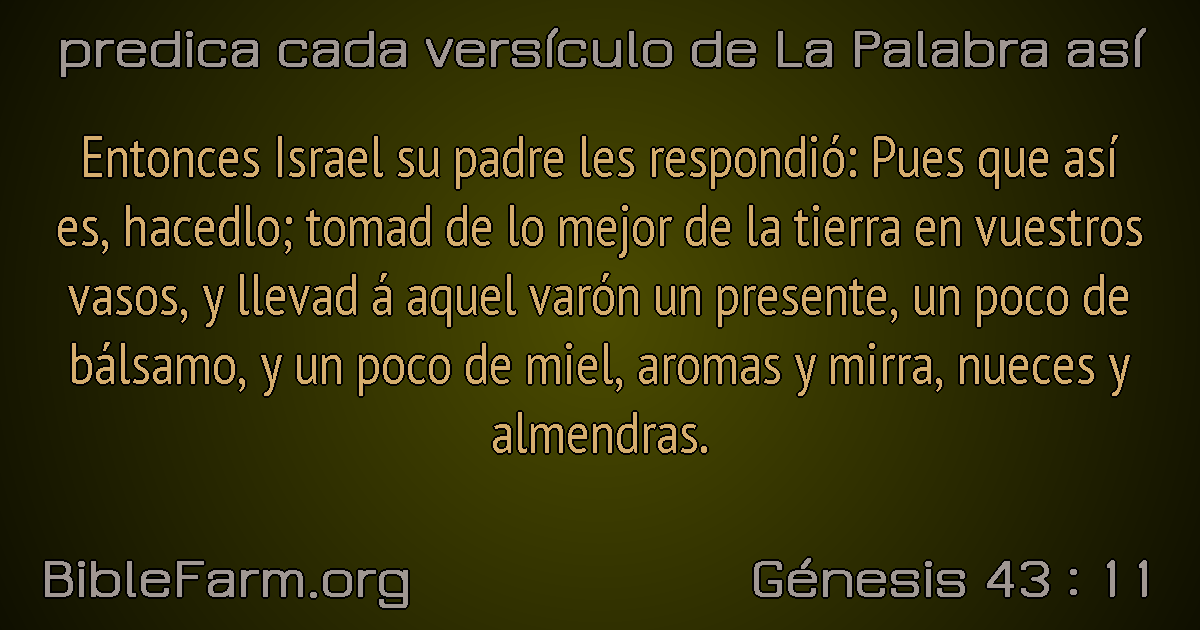 predica cada versículo de La Palabra así
Entonces Israel su padre les respondió: Pues que así
es, hacedlo; tomad de lo mejor de la tierra en vuestros
vasos, y llevad á aquel varón un presente, un poco de
bálsamo, y un poco de miel, aromas y mirra, nueces y
almendras.
BibleFarm.org
Génesis 43 : 11